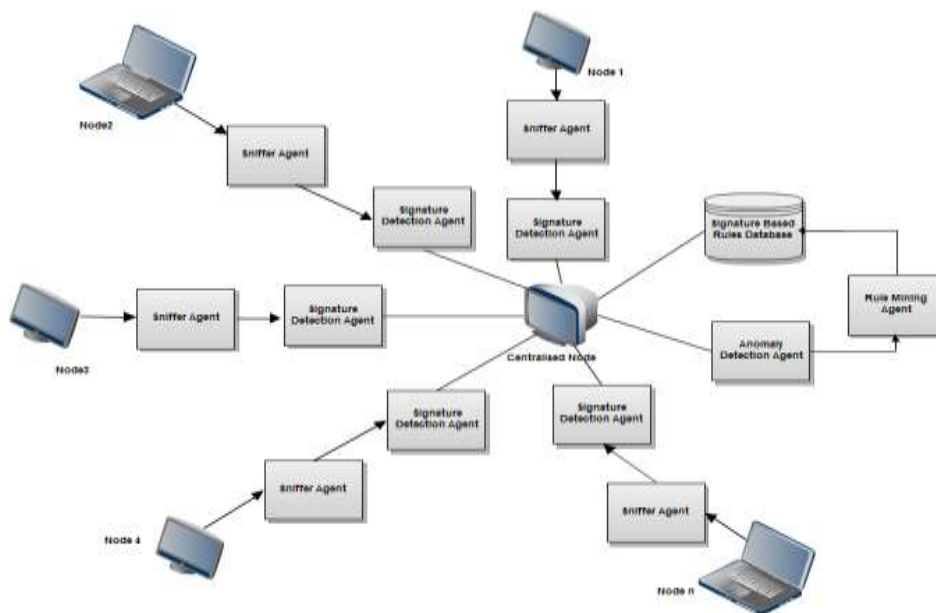 Node 1
Node2
Sniffer Agent
Sniffer Agent
Signature
Detection Agent
Signature
Detection Agent
Signature Based
Rules Database
Node3
Sniffer Agent
Signature
Detection Agent
Centralised Node
Rule Mining
Agent
Anomaly
Detection Agent
Signature
Detection Agent
Signature
Detection Agent
Sniffer Agent
Sniffer Agent
Node 4
Node n